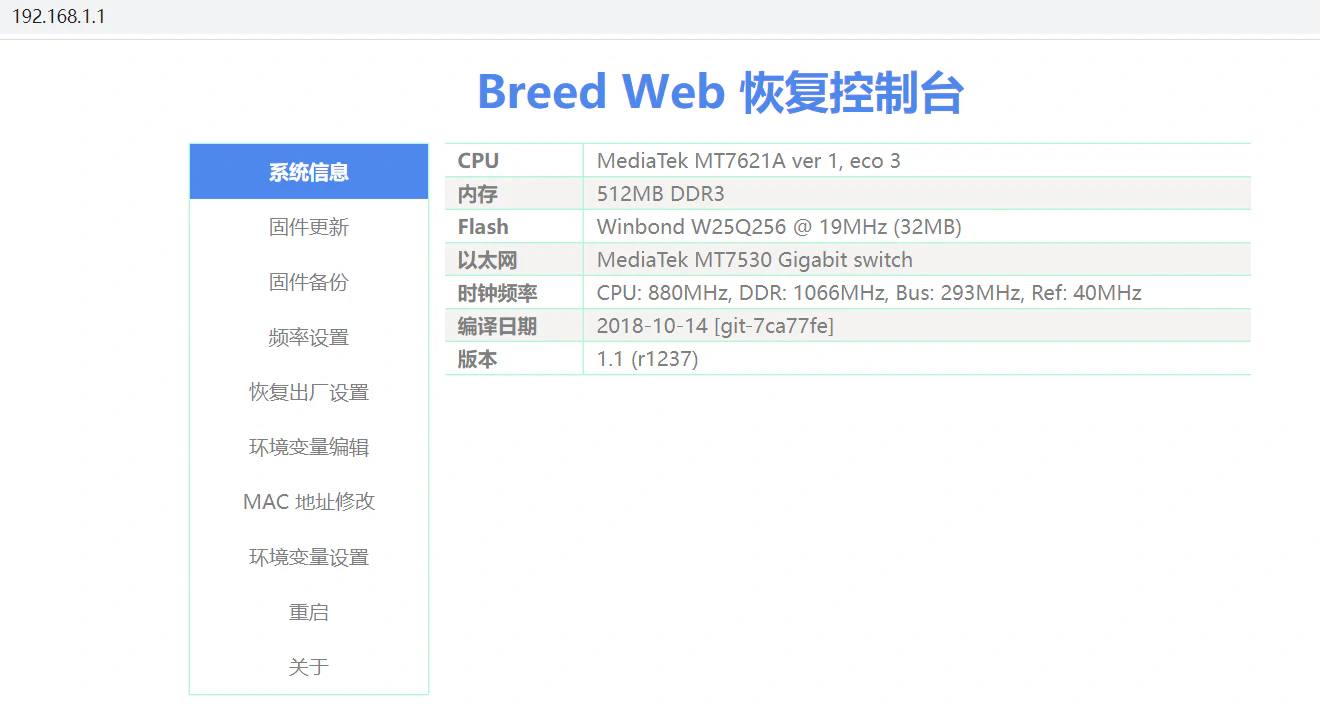 192.168.1.1
Breed Web 恢复控制台
系统信息
固件更新
固件备份
频率设置
恢复出厂设置
环境变量编辑
MAC 地址修改
环境变量设置
重启
关于
CPU MediaTek MT7621A ver 1, eco 3
内存 512MB DDR3
Flash Winbond W25Q256 @ 19MHz (32MB)
以太网 MediaTek MT7530 Gigabit switch
时钟频率 CPU: 880MHz, DDR: 1066MHz, Bus: 293MHz, Ref: 40MHz
编译日期 2018-10-14 [git-7ca77fe]
版本 1.1 (r1237)